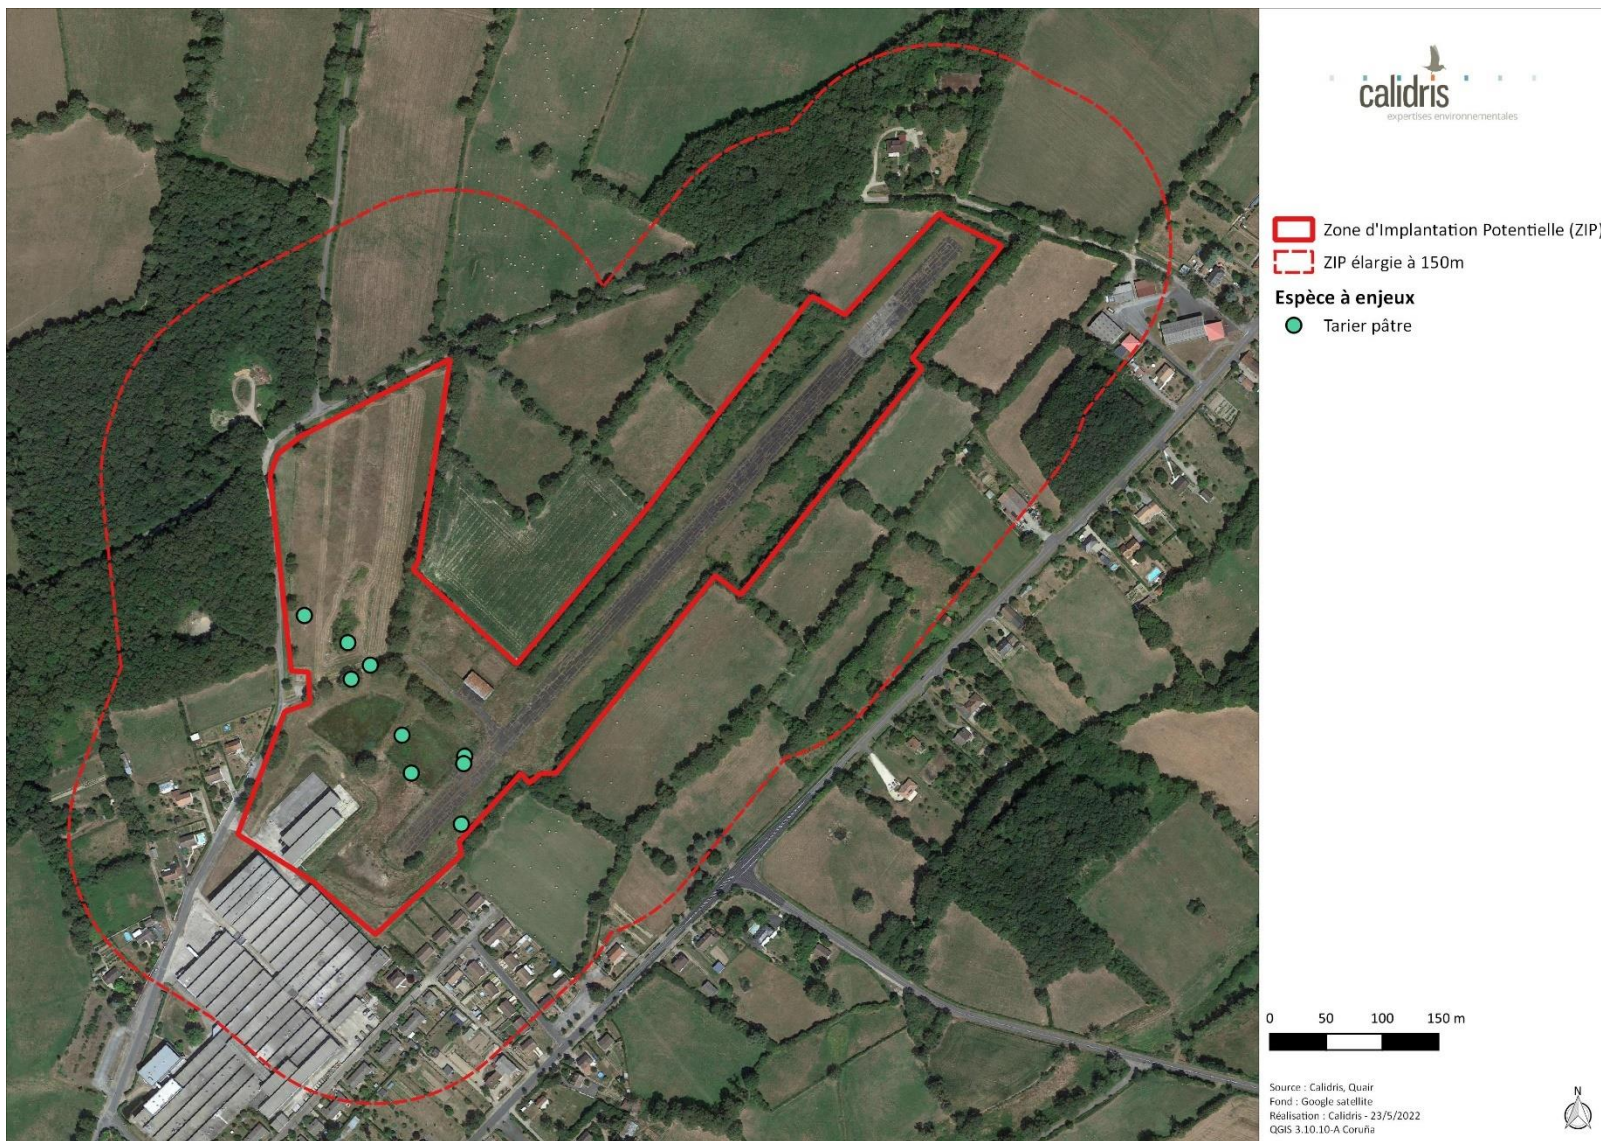 calidris
expertises environnementales
Zone d'Implantation Potentielle (ZIP)
ZIP élargie à 150m
Espèce à enjeux
Tarier pâtre
0 50 100 150 m
Source : Calidris, Quair
Fond : Google satellite
Réalisation : Calidris - 23/5/2022
QGIS 3.10.10-A Coruña
N